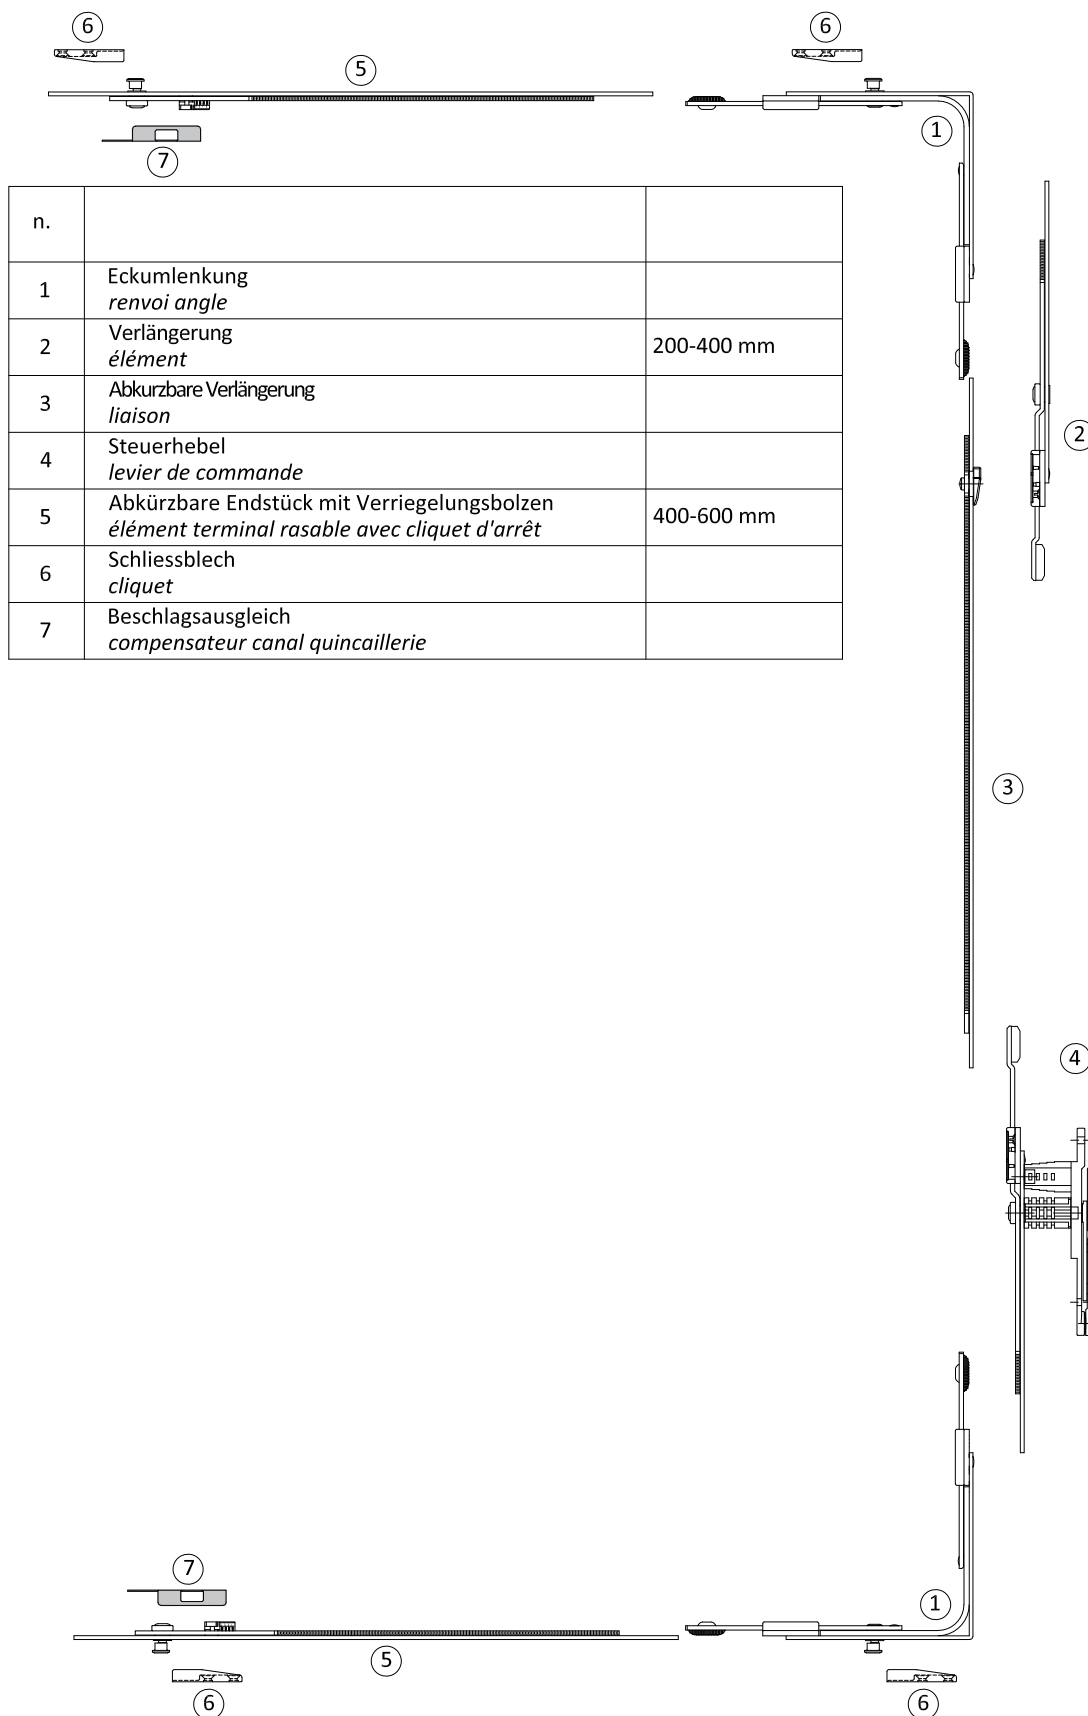 6
6
5
1
7
n.
1
Eckumlenkung
renvoi angle
2
Verlängerung
élément
200-400 mm
3
Abkurzbare Verlängerung
liaison
4
Steuerhebel
levier de commande
5
Abkürzbare Endstück mit Verriegelungsbolzen
élément terminal rasable avec cliquet d'arrêt
400-600 mm
6
Schliessblech
cliquet
7
Beschlagsausgleich
compensateur canal quincaillerie
2
3
4
7
1
5
6
6